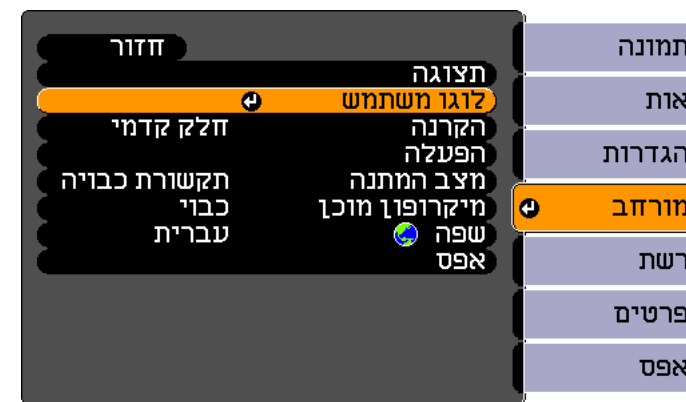 תמונה
אות
הגדרות
מורחב
רשת
פרטים
אפס
חזור
תצוגה
לוגו משתמש
הקרנה חלק קדמי
הפעלה
מצב המתנה תקשורת כבויה
מיקרופון מוכן כבוי
שפה עברית
אפס